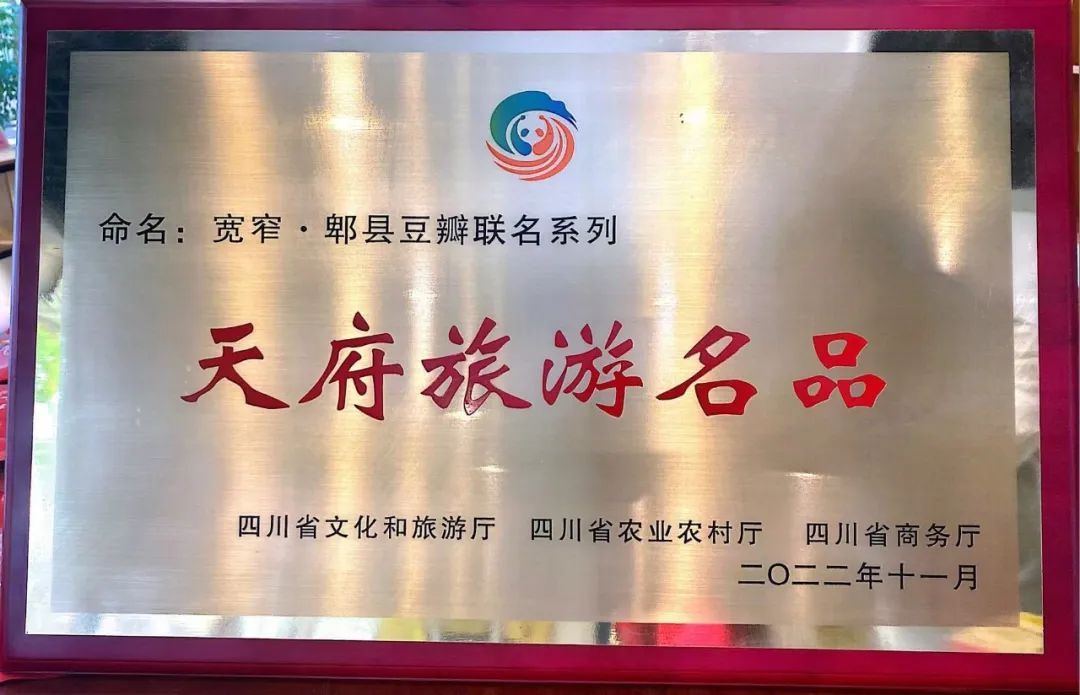 命名：宽窄·郫县豆瓣联名系列
天府旅游名品
四川省文化和旅游厅 四川省农业农村厅 四川省商务厅
二〇二二年十一月